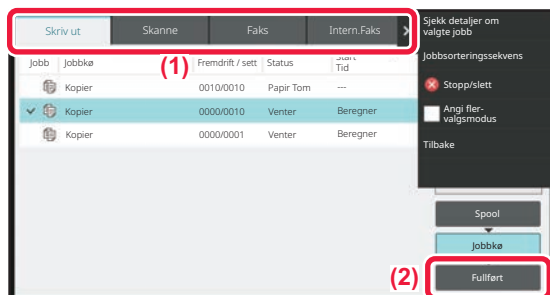 Skriv ut Skanne Faks Intern.Faks
(1)
Jobb Jobbkø Fremdrift / sett Status Start Tid
Kopier 0010/0010 Papir Tom ---
Kopier 0000/0010 Venter Beregner
Kopier 0000/0001 Venter Beregner
Sjekk detaljer om
valgte jobb
Jobbsorteringssekvens
Stopp/slett
Angi fler-
valgsmodus
Tilbake
Spool
Jobbkø
(2)
Fullført